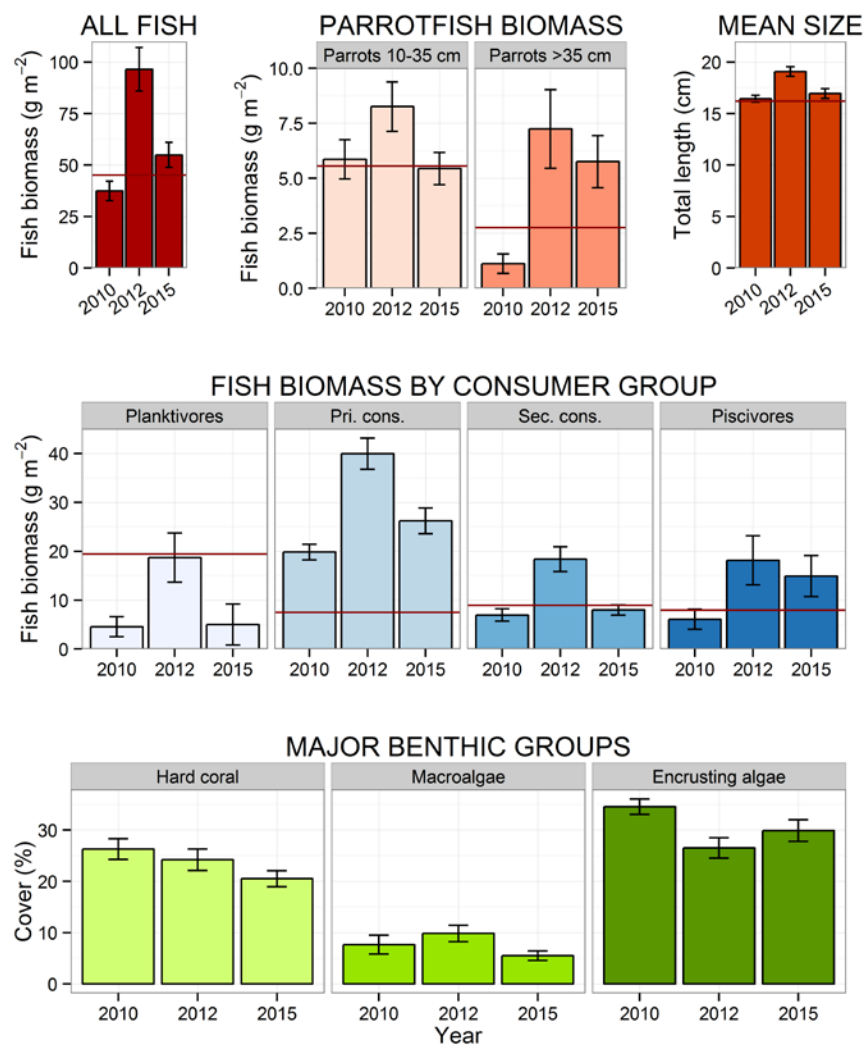 ALL FISH
Fish biomass (g m⁻²)
100
75
50
25
0
2010
2012
2015
PARROTFISH BIOMASS
Parrots 10-35 cm
Parrots >35 cm
Fish biomass (g m⁻²)
10.0
7.5
5.0
2.5
0.0
2010 2012 2015
2010 2012 2015
MEAN SIZE
Total length (cm)
20
15
10
5
0
2010
2012
2015
FISH BIOMASS BY CONSUMER GROUP
Planktivores
Pri. cons.
Sec. cons.
Piscivores
Fish biomass (g m⁻²)
40
30
20
10
0
2010 2012 2015
2010 2012 2015
2010 2012 2015
2010 2012 2015
MAJOR BENTHIC GROUPS
Hard coral
Macroalgae
Encrusting algae
Cover (%)
30
20
10
0
2010 2012 2015
2010 2012 2015
2010 2012 2015
Year